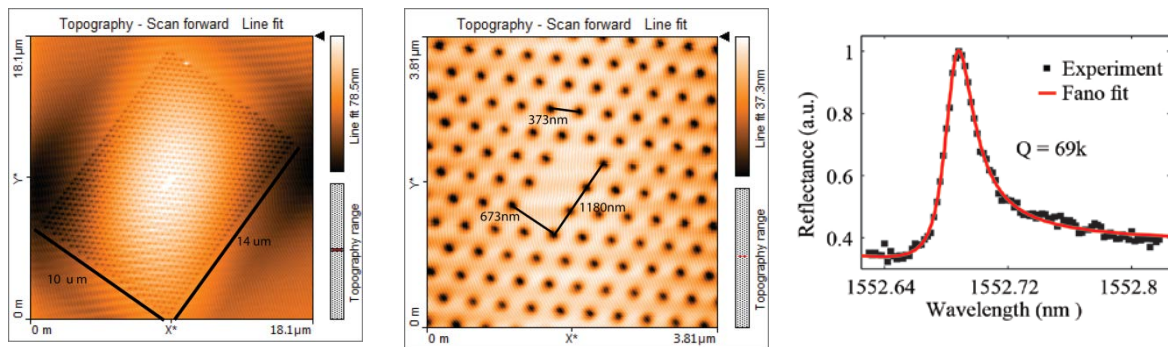 Topography - Scan forward Line fit
18.1µm
Y*
0 m
0 m
X*
18.1µm
10 um
14 um
Line fit 78.5nm
Topography range
Topography - Scan forward Line fit
3.81µm
Y*
0 m
0 m
X*
3.81µm
373nm
673nm
1180nm
Line fit 37.3nm
Topography range
1
0.8
0.6
0.4
Reflectance (a.u.)
Experiment
Fano fit
Q = 69k
1552.64
1552.72
1552.8
Wavelength (nm )